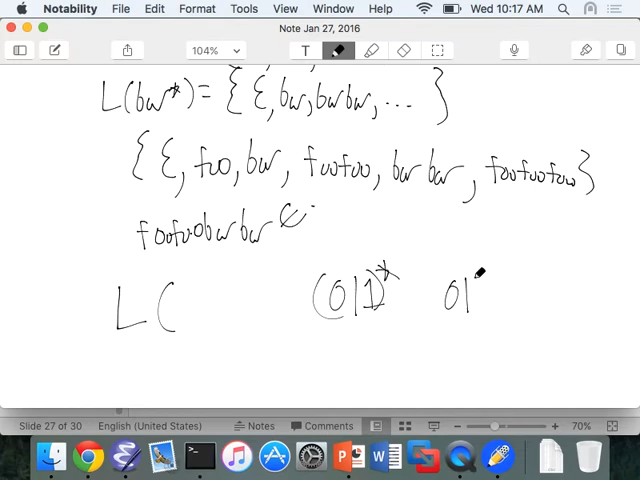 Notability File Edit Format Tools View Window Help Wed 10:17 AM
Note Jan 27, 2016
104% T
L(bar*) = { ε, bar, barbar, ... }
{ ε, foo, bar, foofoo, barbar, foofoofoo }
foofoobarbar ∈
L( (0|1)* 0|
Slide 27 of 30 English (United States) Notes Comments 70%